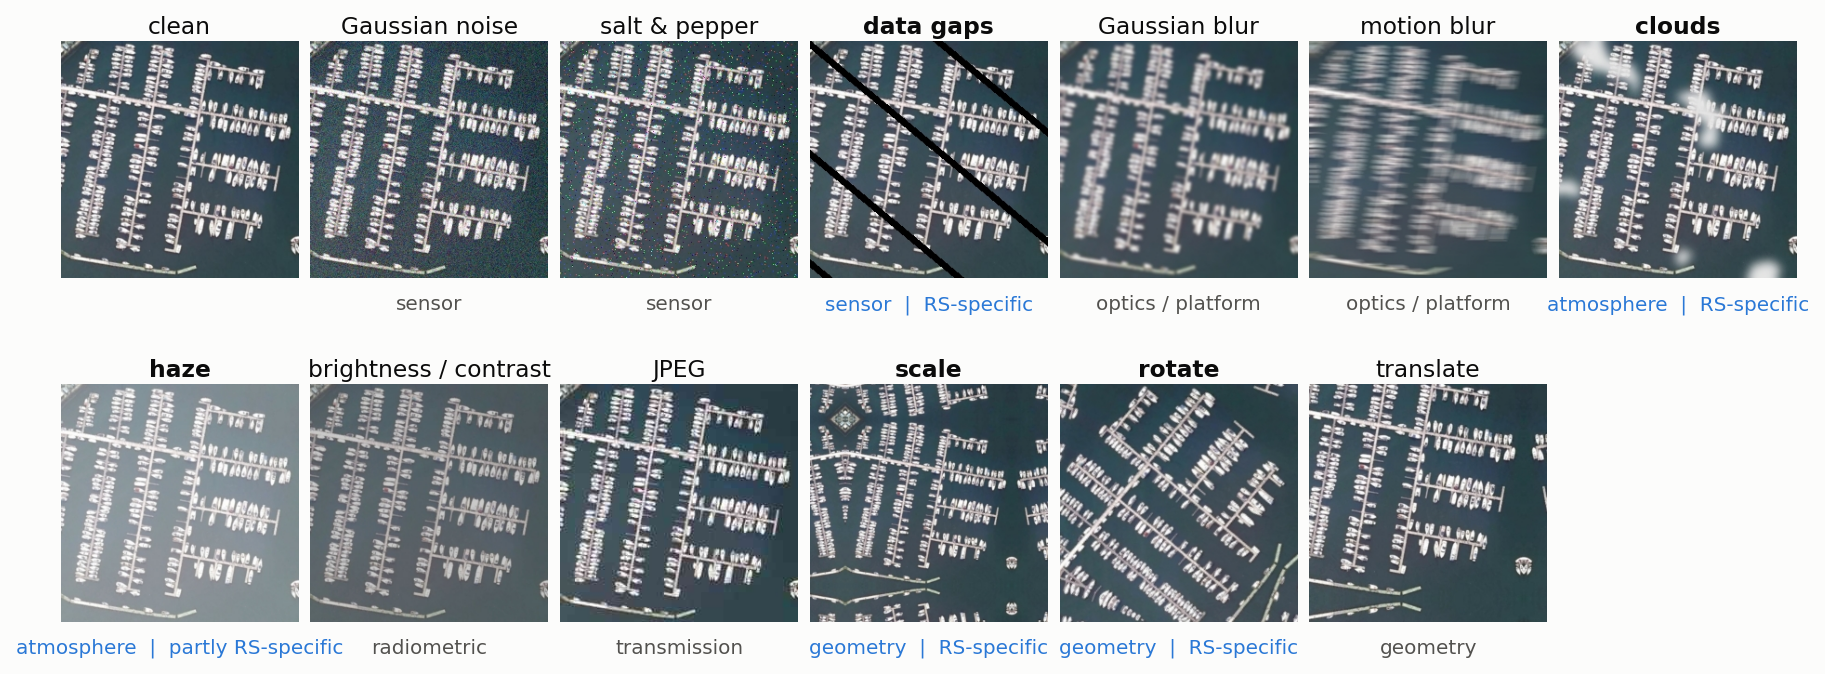 clean
Gaussian noise
salt & pepper
data gaps
Gaussian blur
motion blur
clouds
sensor
sensor
sensor | RS-specific
optics / platform
optics / platform
atmosphere | RS-specific
haze
brightness / contrast
JPEG
scale
rotate
translate
atmosphere | partly RS-specific
radiometric
transmission
geometry | RS-specific
geometry | RS-specific
geometry